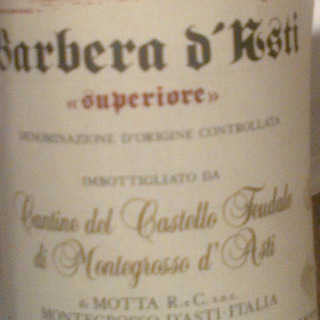 Barbera d'Asti
«superiore»
DENOMINAZIONE D'ORIGINE CONTROLLATA
IMBOTTIGLIATO DA
Cantine del Castello Feudale
di Montegrosso d'Asti
di MOTTA R. & C. s.n.c.
MONTEGROSSO D'ASTI-ITALIA